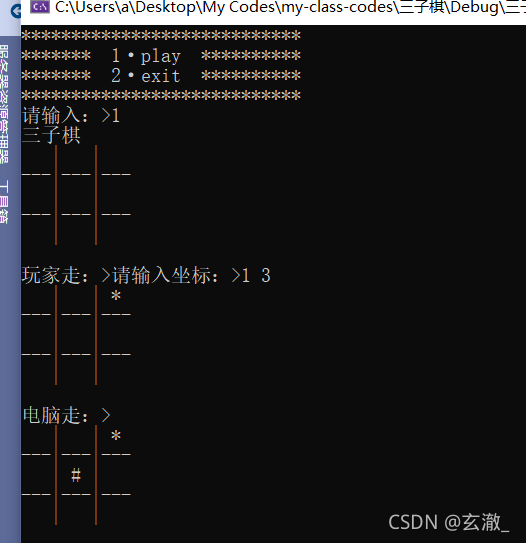 C:\Users\a\Desktop\My Codes\my-class-codes\三子棋\Debug\三子
****************************
*******  1·play  **********
*******  2·exit  **********
****************************
请输入：>1
三子棋
   |   |
---|---|---
   |   |
---|---|---
   |   |
玩家走：>请输入坐标：>1 3
   |   | *
---|---|---
   |   |
---|---|---
   |   |
电脑走：>
   |   | *
---|---|---
   | # |
---|---|---
   |   |
服务器资源管理器
工具箱
CSDN @玄澈_